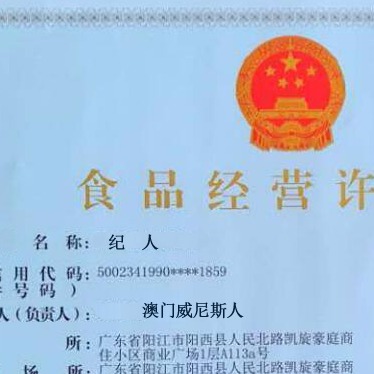 食品经营许
名 称: 纪 人
信用代码: 5002341990****1859
号码 )
人(负责人): 澳门威尼斯人
所: 广东省阳江市阳西县人民北路凯旋豪庭商
住小区商业广场1层A113a号
场 所: 广东省阳江市阳西县人民北路凯旋豪庭商